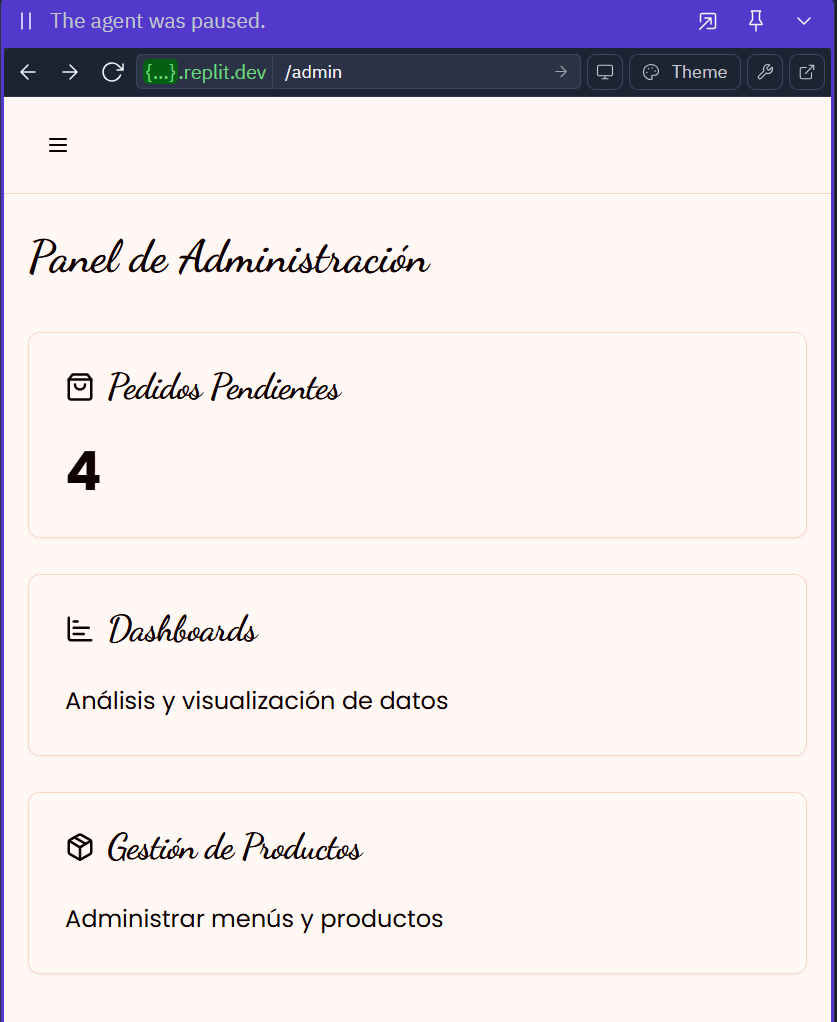 The agent was paused.
{...}.replit.dev /admin
Theme
Panel de Administración
Pedidos Pendientes
4
Dashboards
Análisis y visualización de datos
Gestión de Productos
Administrar menús y productos